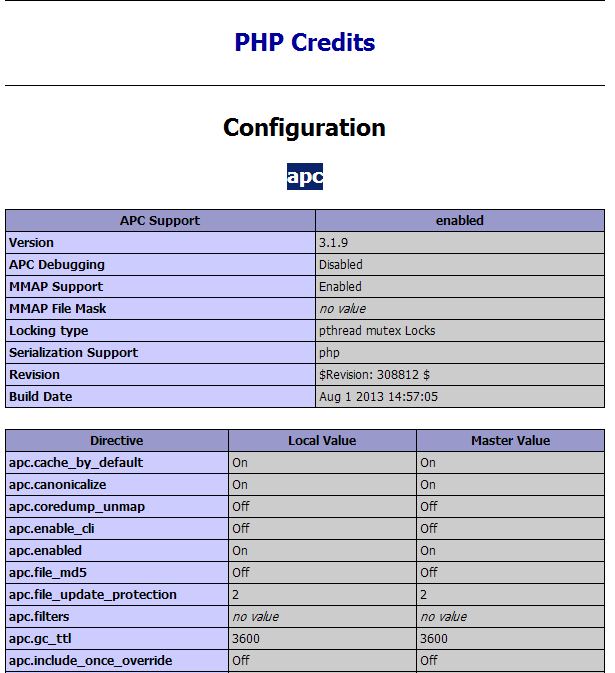 PHP Credits
Configuration
apc
APC Support enabled
Version 3.1.9
APC Debugging Disabled
MMAP Support Enabled
MMAP File Mask no value
Locking type pthread mutex Locks
Serialization Support php
Revision $Revision: 308812 $
Build Date Aug 1 2013 14:57:05
Directive Local Value Master Value
apc.cache_by_default On On
apc.canonicalize On On
apc.coredump_unmap Off Off
apc.enable_cli Off Off
apc.enabled On On
apc.file_md5 Off Off
apc.file_update_protection 2 2
apc.filters no value no value
apc.gc_ttl 3600 3600
apc.include_once_override Off Off